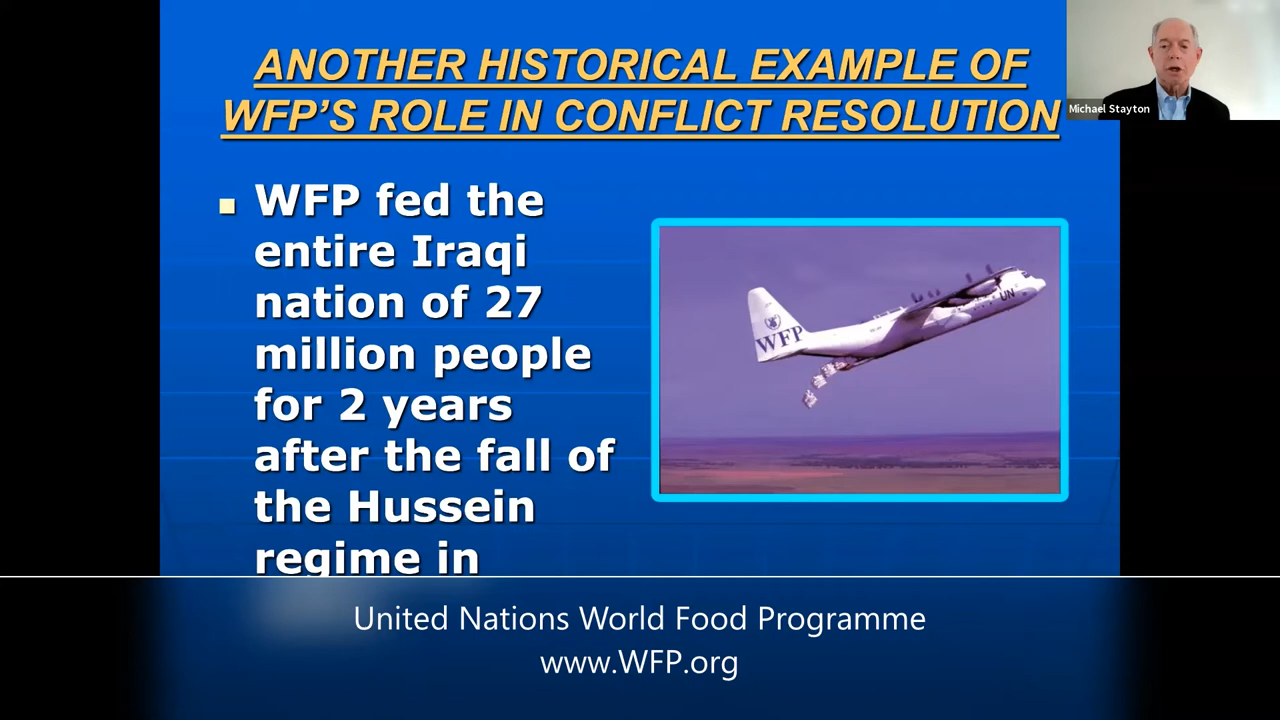 ANOTHER HISTORICAL EXAMPLE OF
WFP'S ROLE IN CONFLICT RESOLUTION
Michael Stayton
WFP fed the
entire Iraqi
nation of 27
million people
for 2 years
after the fall of
the Hussein
regime in
WFP
UN
United Nations World Food Programme
www.WFP.org